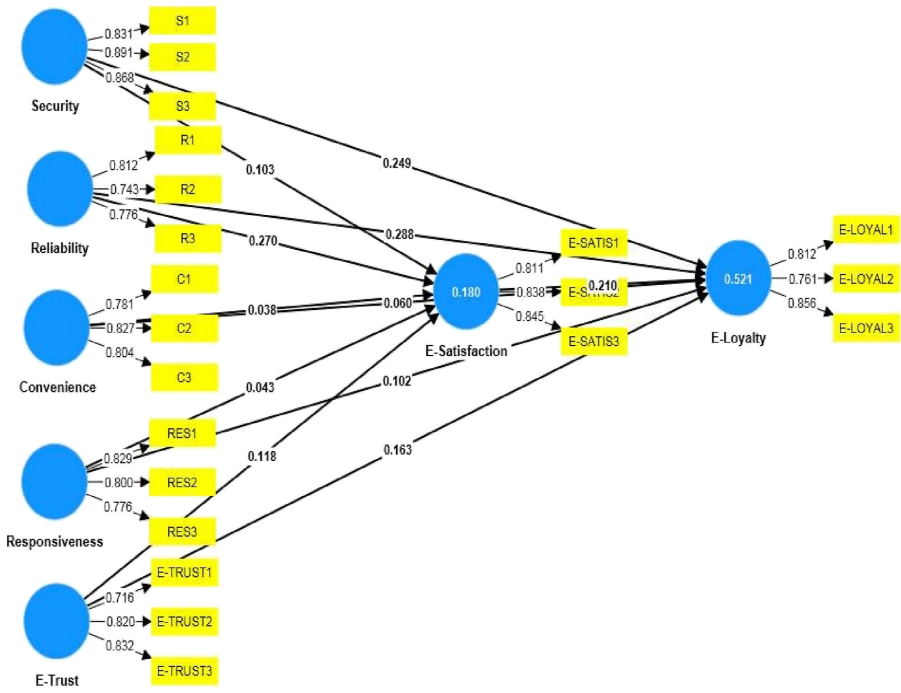 S1
0.831
0.891
S2
0.868
S3
Security
R1
0.812
0.743
R2
0.776
R3
Reliability
C1
0.781
0.827
C2
0.804
C3
Convenience
RES1
0.829
0.800
RES2
0.776
RES3
Responsiveness
E-TRUST1
0.716
0.820
E-TRUST2
0.832
E-TRUST3
E-Trust
0.103
0.249
0.270
0.288
0.038
0.060
0.043
0.102
0.118
0.163
0.180
E-Satisfaction
E-SATIS1
0.811
0.838
E-SATIS2
0.210
0.845
E-SATIS3
0.521
E-Loyalty
E-LOYAL1
0.812
0.761
E-LOYAL2
0.856
E-LOYAL3